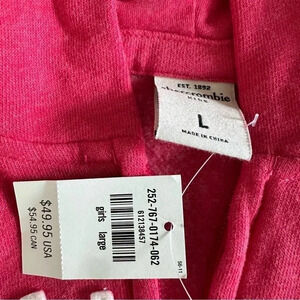 EST. 1892
abercrombie
KIDS
L
MADE IN CHINA
252-767-0174-062
612138457
girls large
$49.95 USA
$54.95 CAN